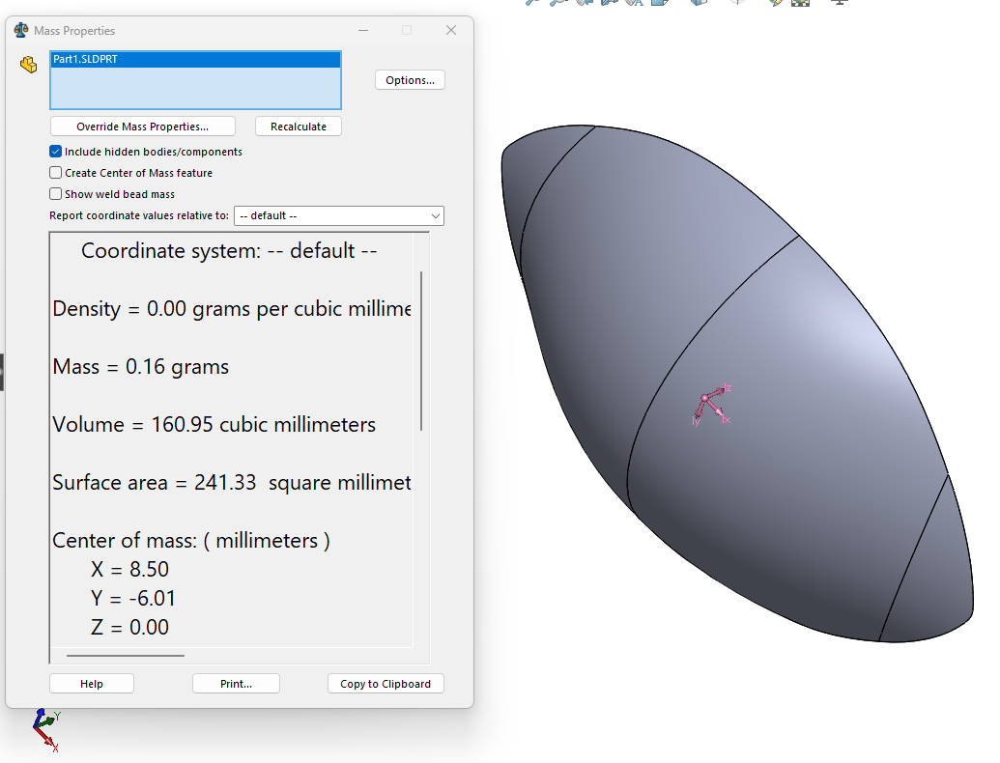 Mass Properties
Part1.SLDPRT
Options...
Override Mass Properties...
Recalculate
Include hidden bodies/components
Create Center of Mass feature
Show weld bead mass
Report coordinate values relative to:
-- default --
Coordinate system: -- default --
Density = 0.00 grams per cubic millime
Mass = 0.16 grams
Volume = 160.95 cubic millimeters
Surface area = 241.33 square millimet
Center of mass: ( millimeters )
X = 8.50
Y = -6.01
Z = 0.00
Help
Print...
Copy to Clipboard
Iz
Iy
Ix
Y
X